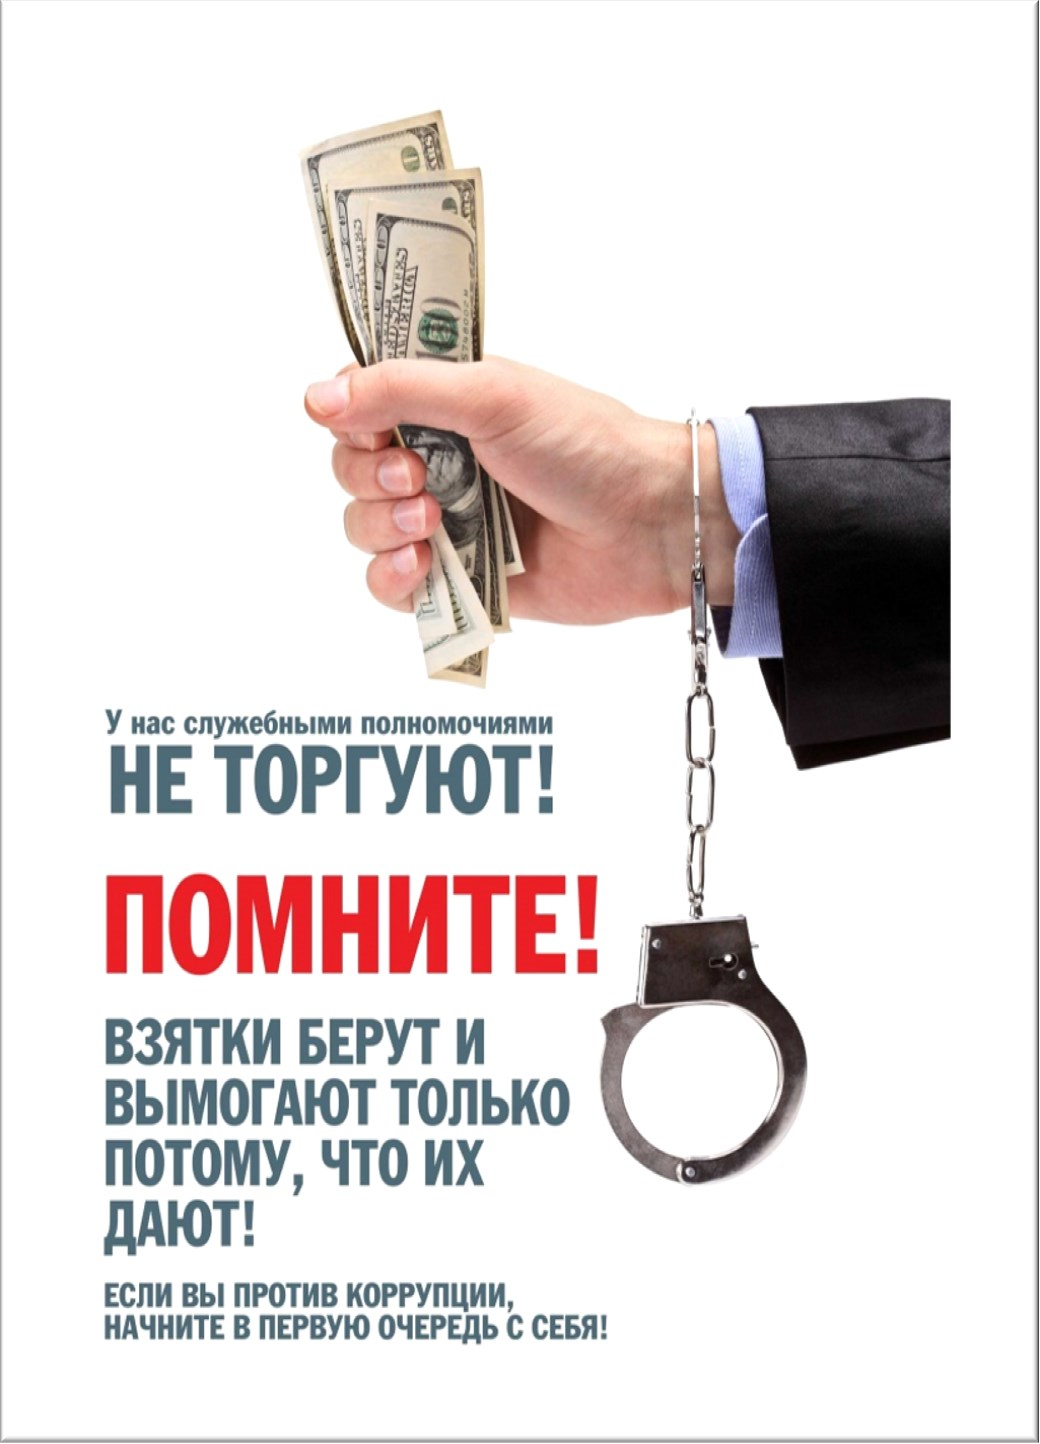 У нас служебными полномочиями
НЕ ТОРГУЮТ!
ПОМНИТЕ!
ВЗЯТКИ БЕРУТ И
ВЫМОГАЮТ ТОЛЬКО
ПОТОМУ, ЧТО ИХ
ДАЮТ!
ЕСЛИ ВЫ ПРОТИВ КОРРУПЦИИ,
НАЧНИТЕ В ПЕРВУЮ ОЧЕРЕДЬ С СЕБЯ!